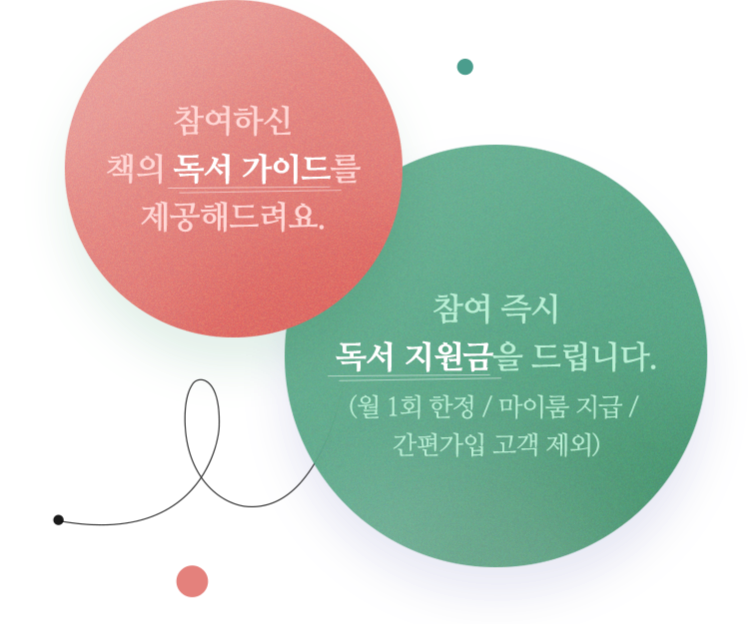 참여하신
책의 독서 가이드를
제공해드려요.
참여 즉시
독서 지원금을 드립니다.
(월 1회 한정 / 마이룸 지급 /
간편가입 고객 제외)